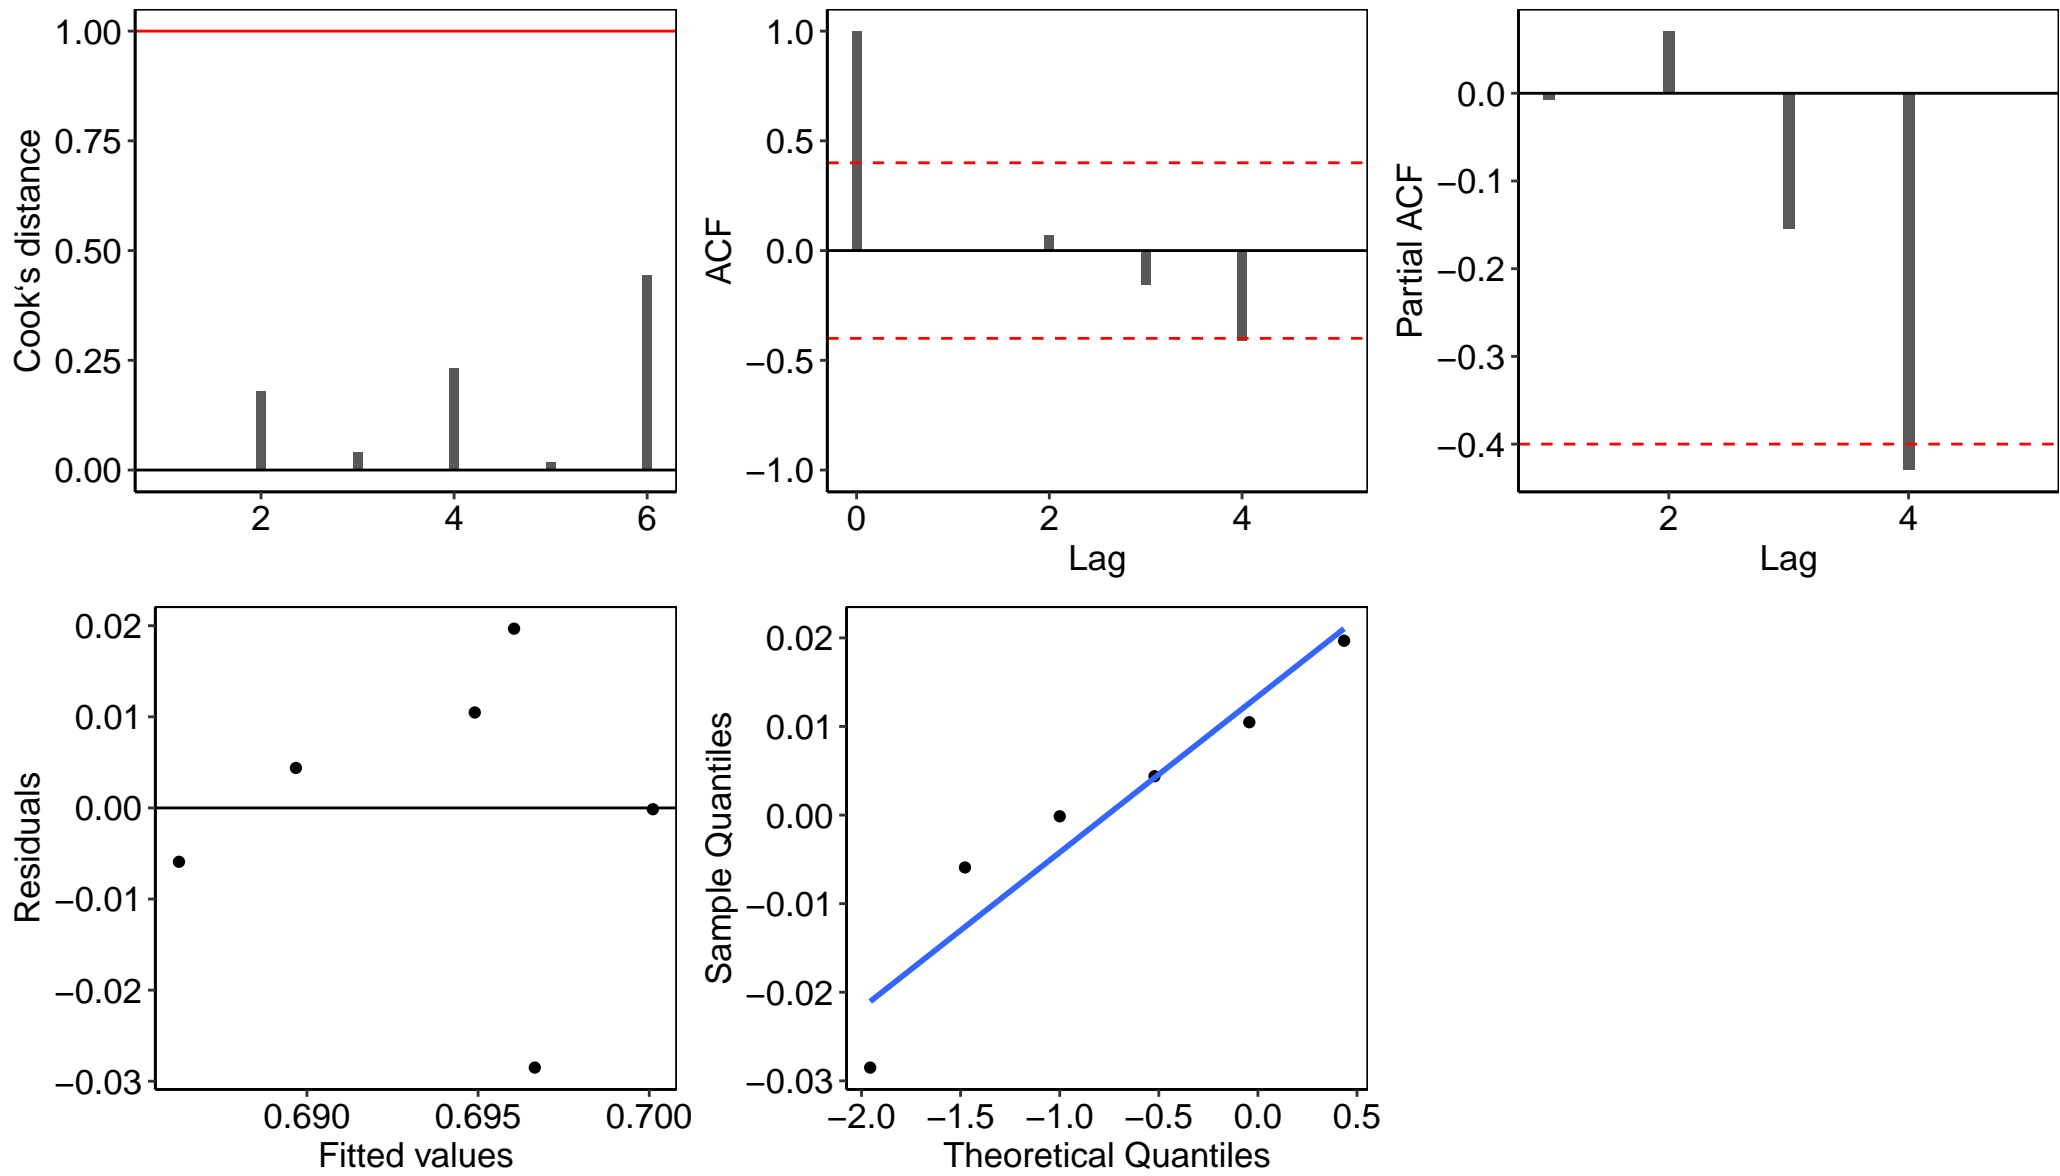 Cook‘s distance
1.00
0.75
0.50
0.25
0.00
2 4 6
ACF
1.0
0.5
0.0
−0.5
−1.0
0 2 4
Lag
Partial ACF
0.0
−0.1
−0.2
−0.3
−0.4
2 4
Lag
Residuals
0.02
0.01
0.00
−0.01
−0.02
−0.03
0.690 0.695 0.700
Fitted values
Sample Quantiles
0.02
0.01
0.00
−0.01
−0.02
−0.03
−2.0 −1.5 −1.0 −0.5 0.0 0.5
Theoretical Quantiles